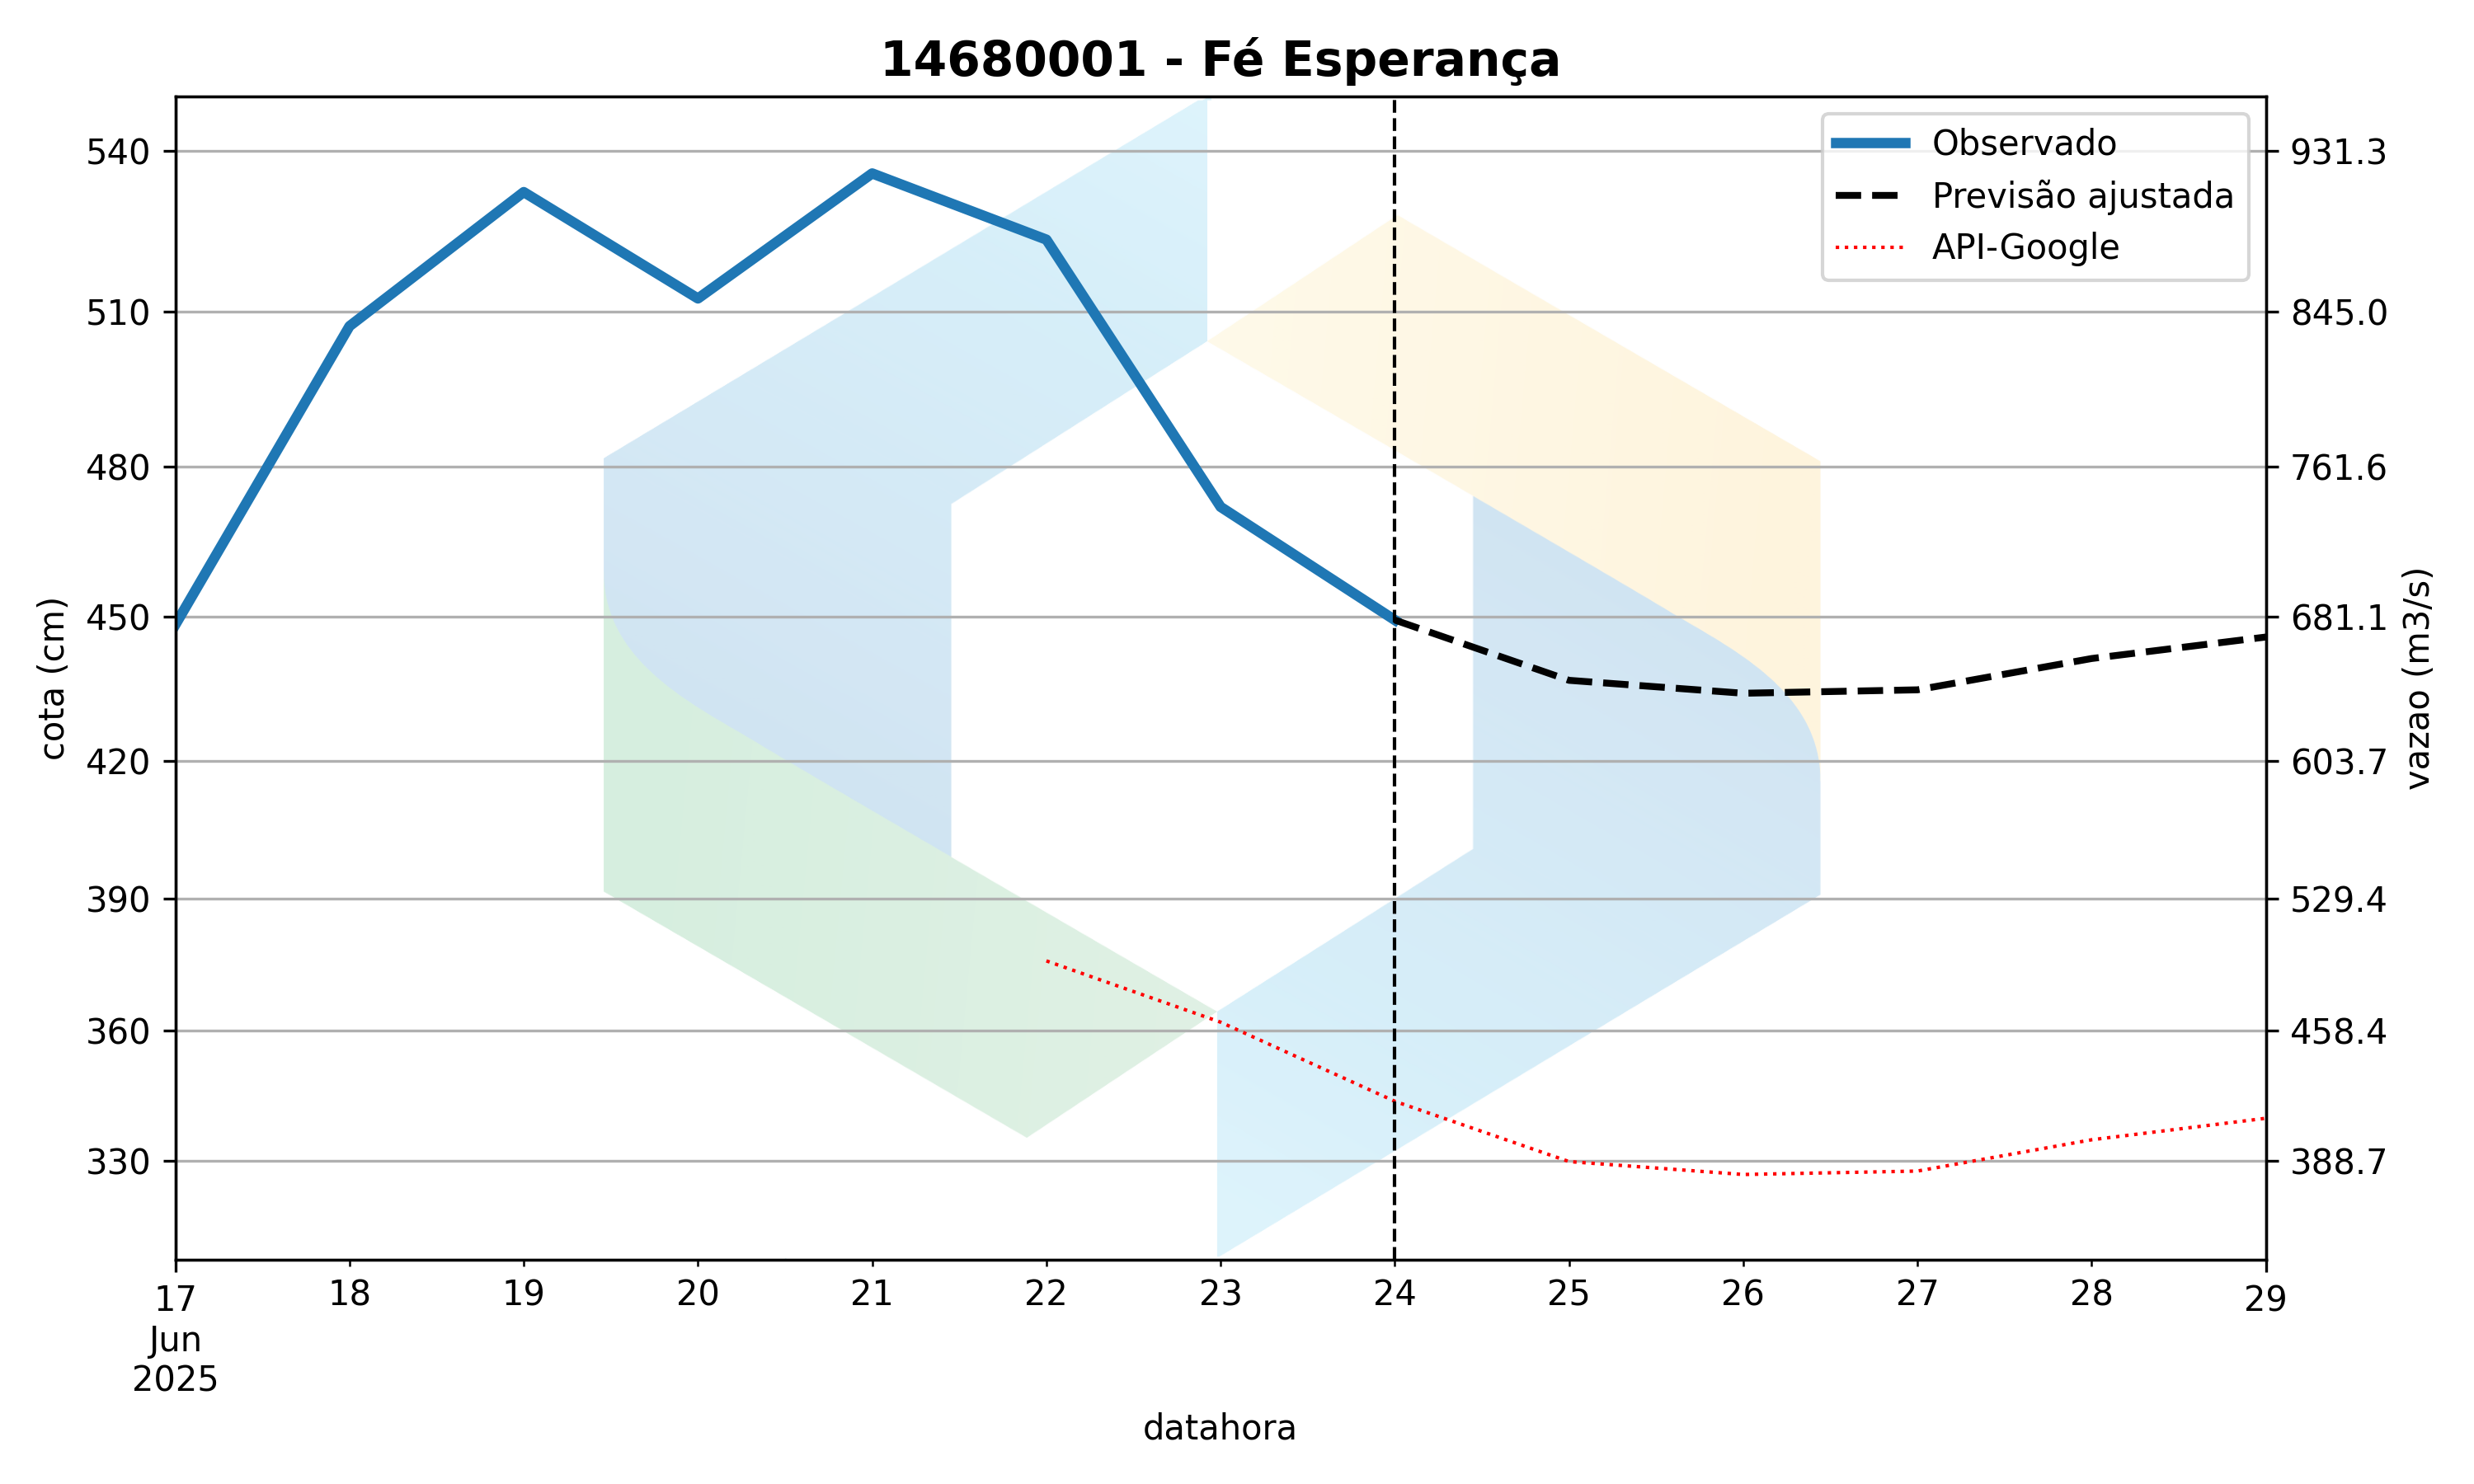 14680001 - Fé Esperança
Observado
Previsão ajustada
API-Google
540
510
480
450
420
390
360
330
cota (cm)
931.3
845.0
761.6
681.1
603.7
529.4
458.4
388.7
vazao (m3/s)
17 18 19 20 21 22 23 24 25 26 27 28 29
Jun
2025
datahora